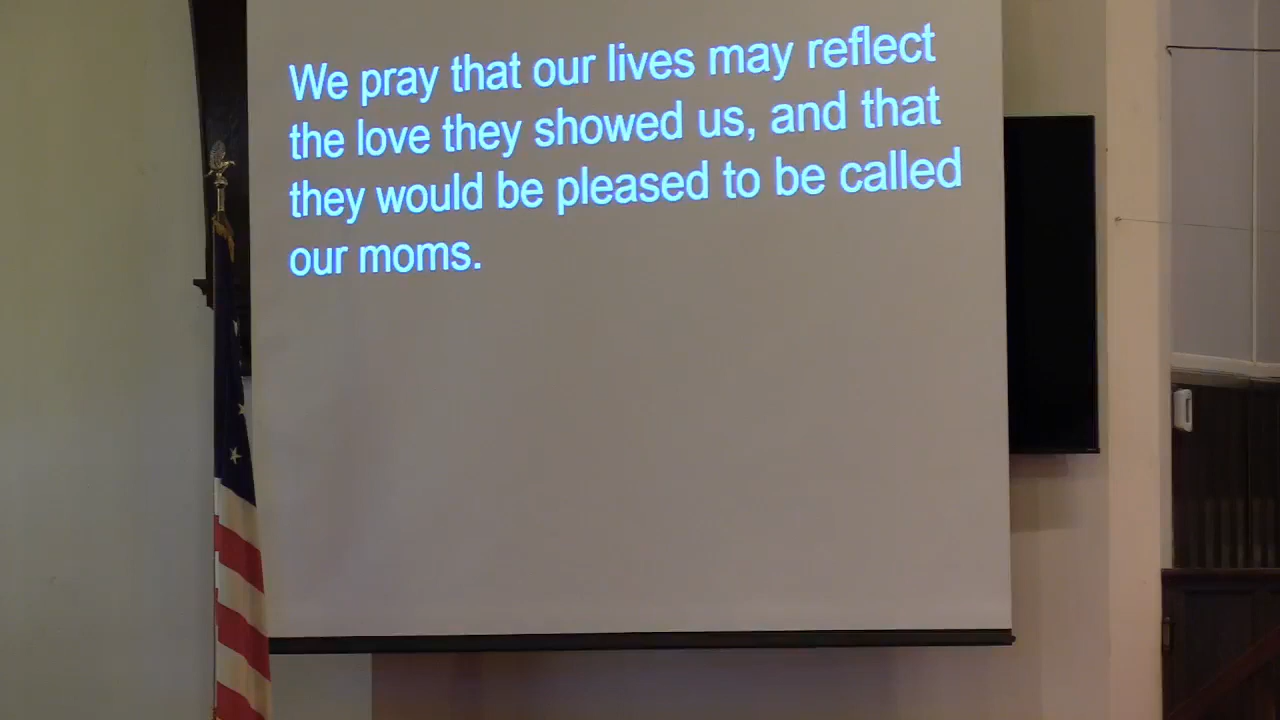 We pray that our lives may reflect
the love they showed us, and that
they would be pleased to be called
our moms.